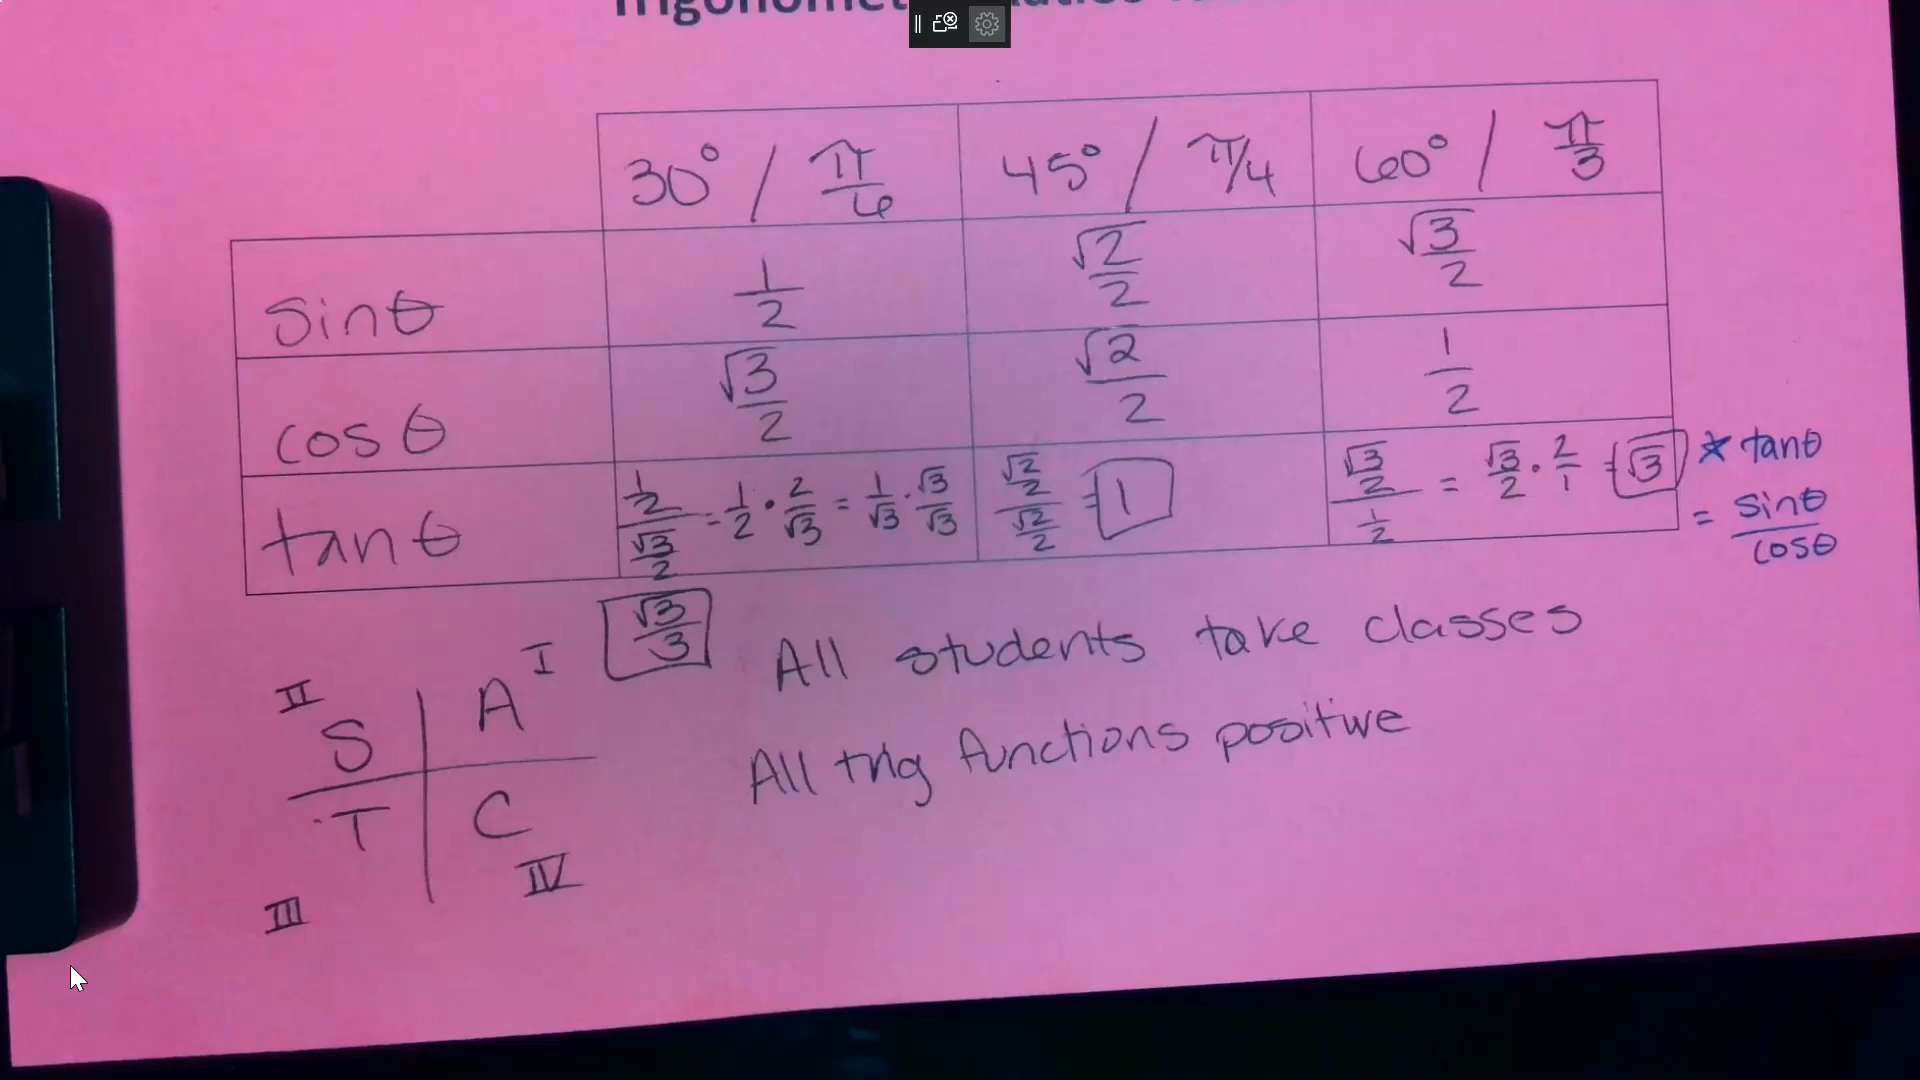 30° / π/6 45° / π/4 60° / π/3
sinθ 1/2 √2/2 √3/2
cosθ √3/2 √2/2 1/2
tanθ (1/2)/(√3/2) = 1/2 · 2/√3 = 1/√3 · √3/√3 (√2/2)/(√2/2) = 1 (√3/2)/(1/2) = √3/2 · 2/1 = √3 ★ tanθ
= sinθ/cosθ
√3/3
All students take classes
II S A I
All trig functions positive
T C
III IV